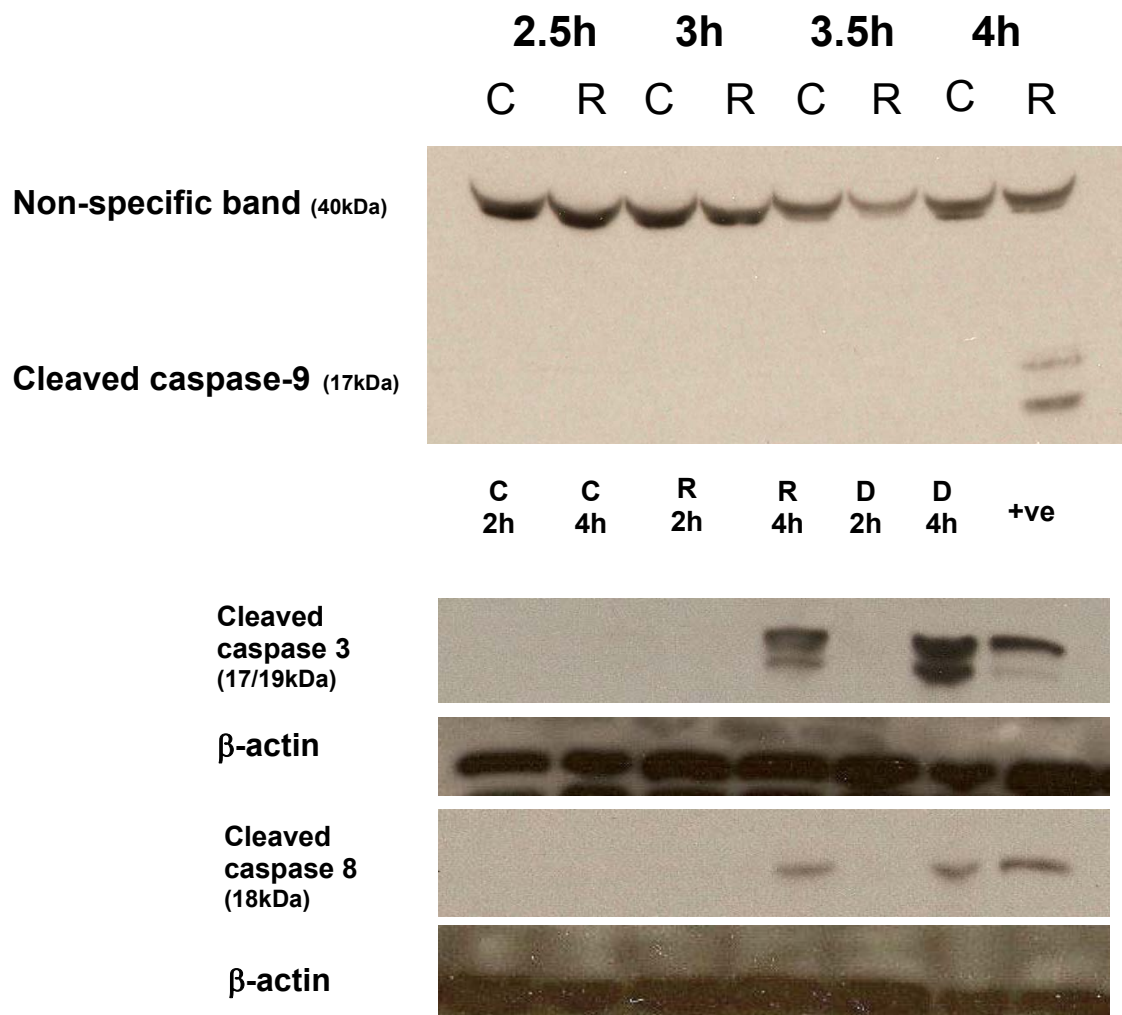 2.5h 3h 3.5h 4h
C R C R C R C R
Non-specific band (40kDa)
Cleaved caspase-9 (17kDa)
C C R R D D +ve
2h 4h 2h 4h 2h 4h
Cleaved
caspase 3
(17/19kDa)
β-actin
Cleaved
caspase 8
(18kDa)
β-actin